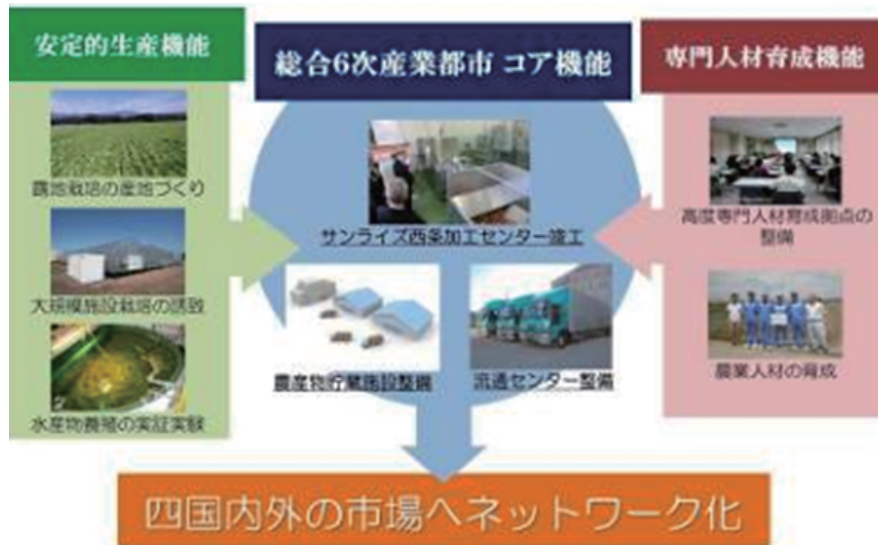 安定的生産機能
露地栽培の産地づくり
大規模施設栽培の誘致
水産物養殖の実証実験
総合6次産業都市 コア機能
サンライズ西条加工センター竣工
農産物貯蔵施設整備
流通センター整備
専門人材育成機能
高度専門人材育成拠点の
整備
農業人材の育成
四国内外の市場へネットワーク化